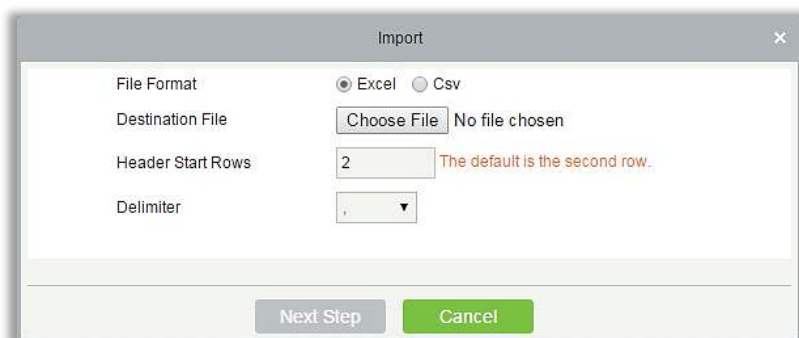 Import ×
File Format Excel Csv
Destination File Choose File No file chosen
Header Start Rows 2 The default is the second row.
Delimiter , ▼
Next Step Cancel